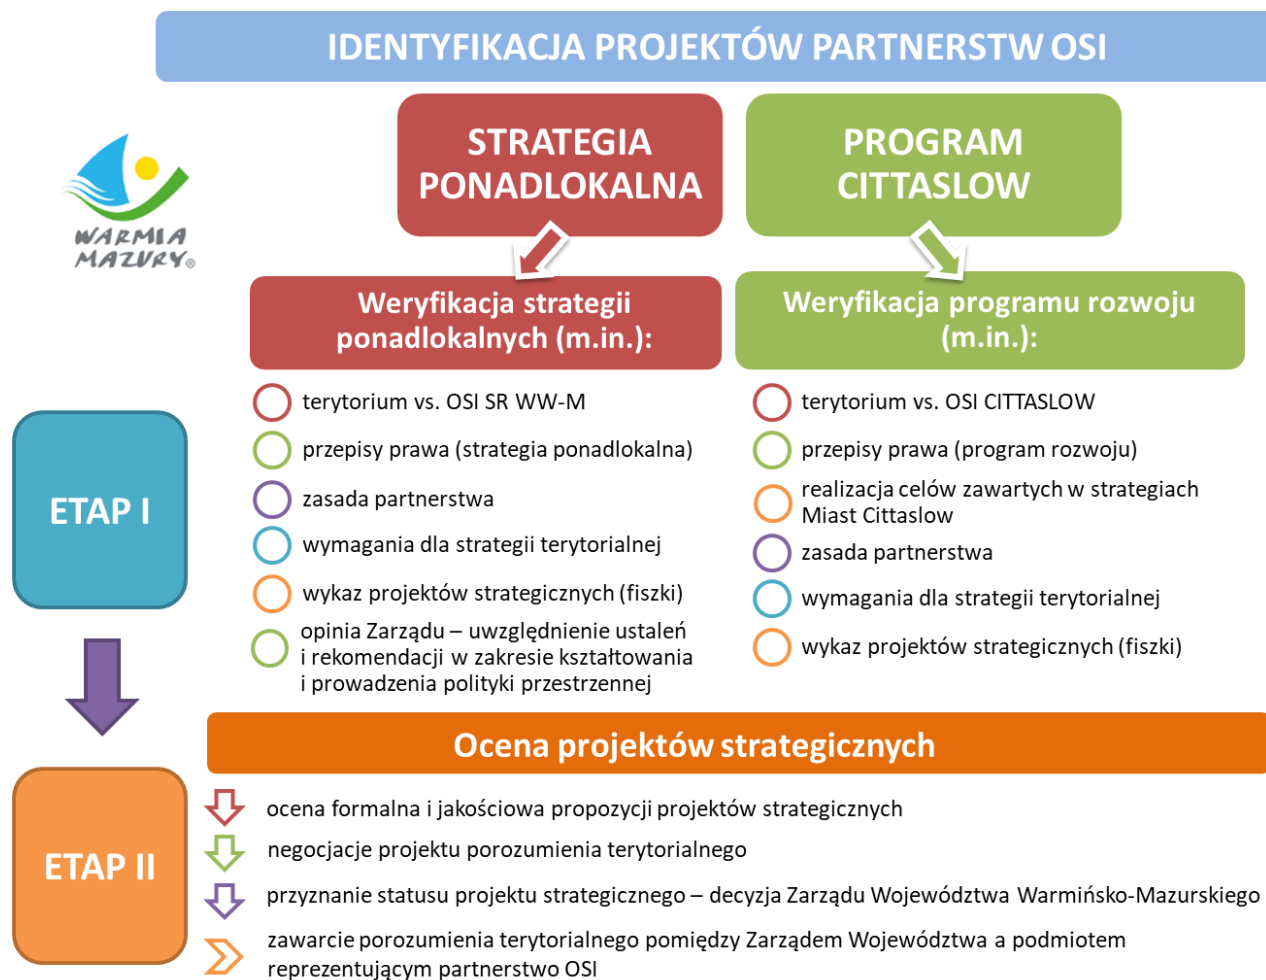 IDENTYFIKACJA PROJEKTÓW PARTNERSTW OSI
WARMIA
MAZURY®
STRATEGIA
PONADLOKALNA
PROGRAM
CITTASLOW
Weryfikacja strategii
ponadlokalnych (m.in.):
Weryfikacja programu rozwoju
(m.in.):
ETAP I
terytorium vs. OSI SR WW-M
przepisy prawa (strategia ponadlokalna)
zasada partnerstwa
wymagania dla strategii terytorialnej
wykaz projektów strategicznych (fiszki)
opinia Zarządu – uwzględnienie ustaleń
i rekomendacji w zakresie kształtowania
i prowadzenia polityki przestrzennej
terytorium vs. OSI CITTASLOW
przepisy prawa (program rozwoju)
realizacja celów zawartych w strategiach
Miast Cittaslow
zasada partnerstwa
wymagania dla strategii terytorialnej
wykaz projektów strategicznych (fiszki)
Ocena projektów strategicznych
ETAP II
ocena formalna i jakościowa propozycji projektów strategicznych
negocjacje projektu porozumienia terytorialnego
przyznanie statusu projektu strategicznego – decyzja Zarządu Województwa Warmińsko-Mazurskiego
zawarcie porozumienia terytorialnego pomiędzy Zarządem Województwa a podmiotem
reprezentującym partnerstwo OSI